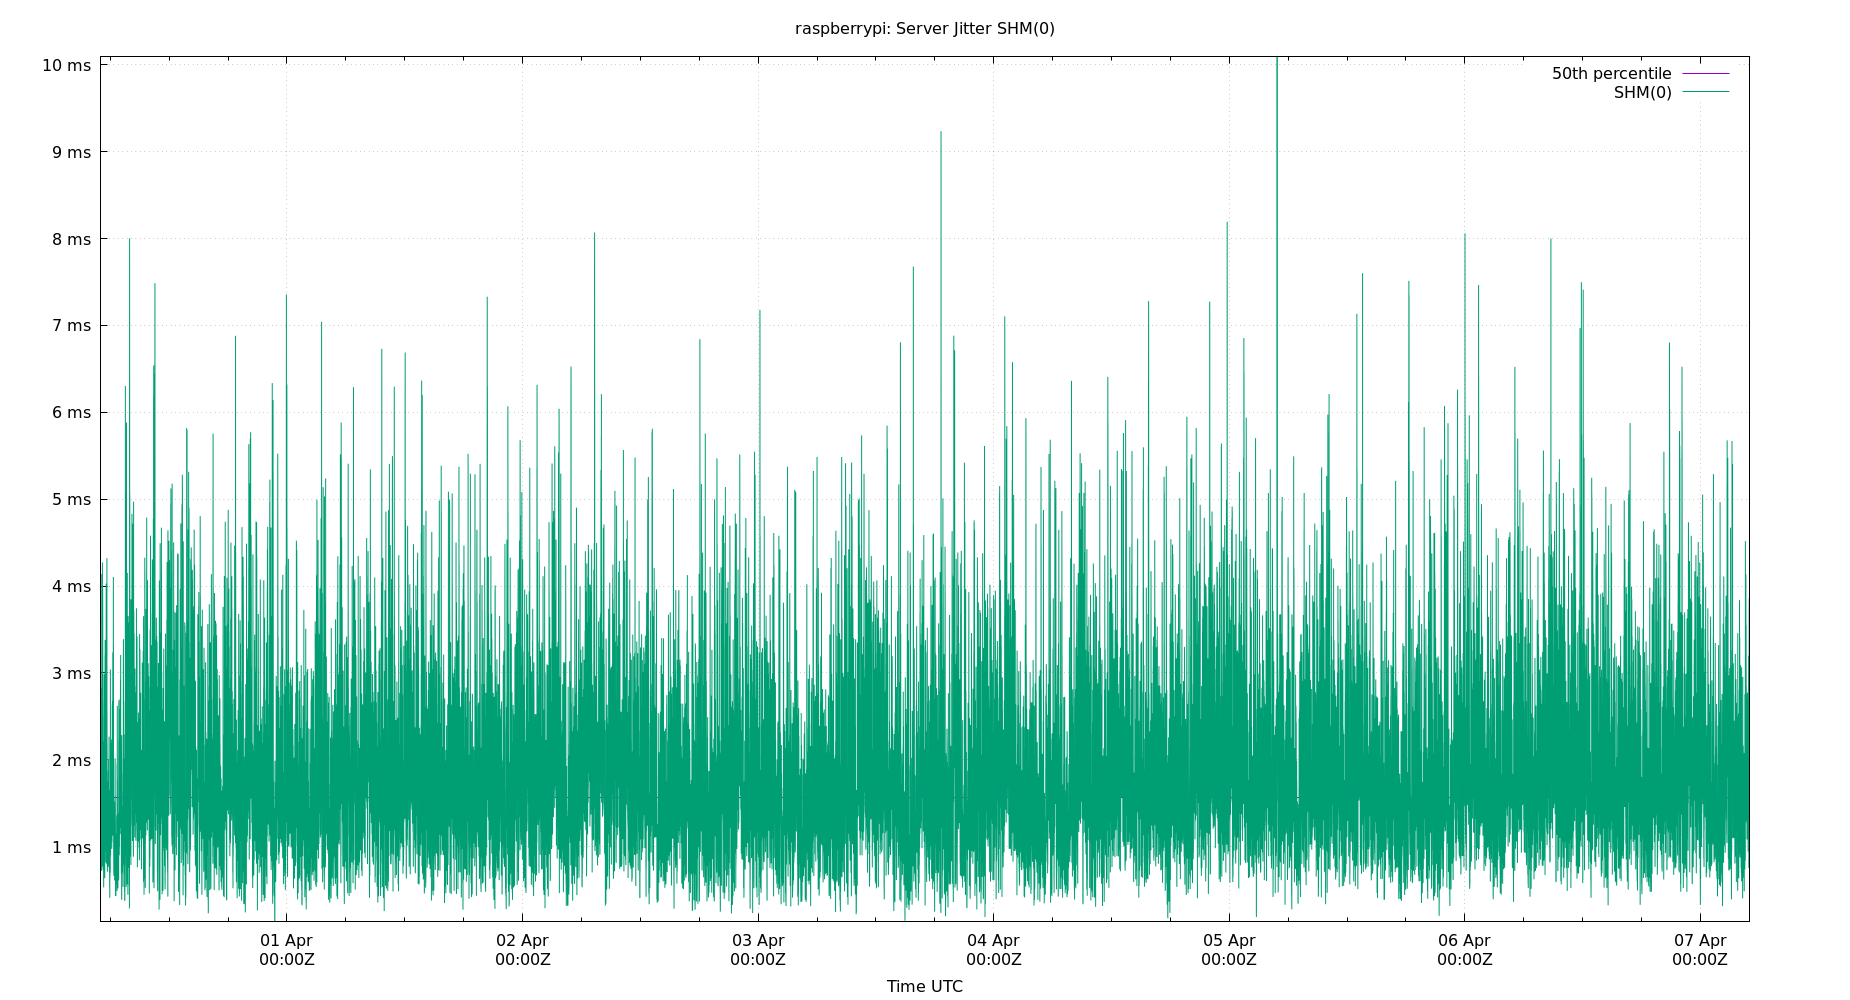 raspberrypi: Server Jitter SHM(0)
10 ms
50th percentile
SHM(0)
9 ms
8 ms
7 ms
6 ms
5 ms
4 ms
3 ms
2 ms
1 ms
01 Apr 02 Apr 03 Apr 04 Apr 05 Apr 06 Apr 07 Apr
00:00Z 00:00Z 00:00Z 00:00Z 00:00Z 00:00Z 00:00Z
Time UTC